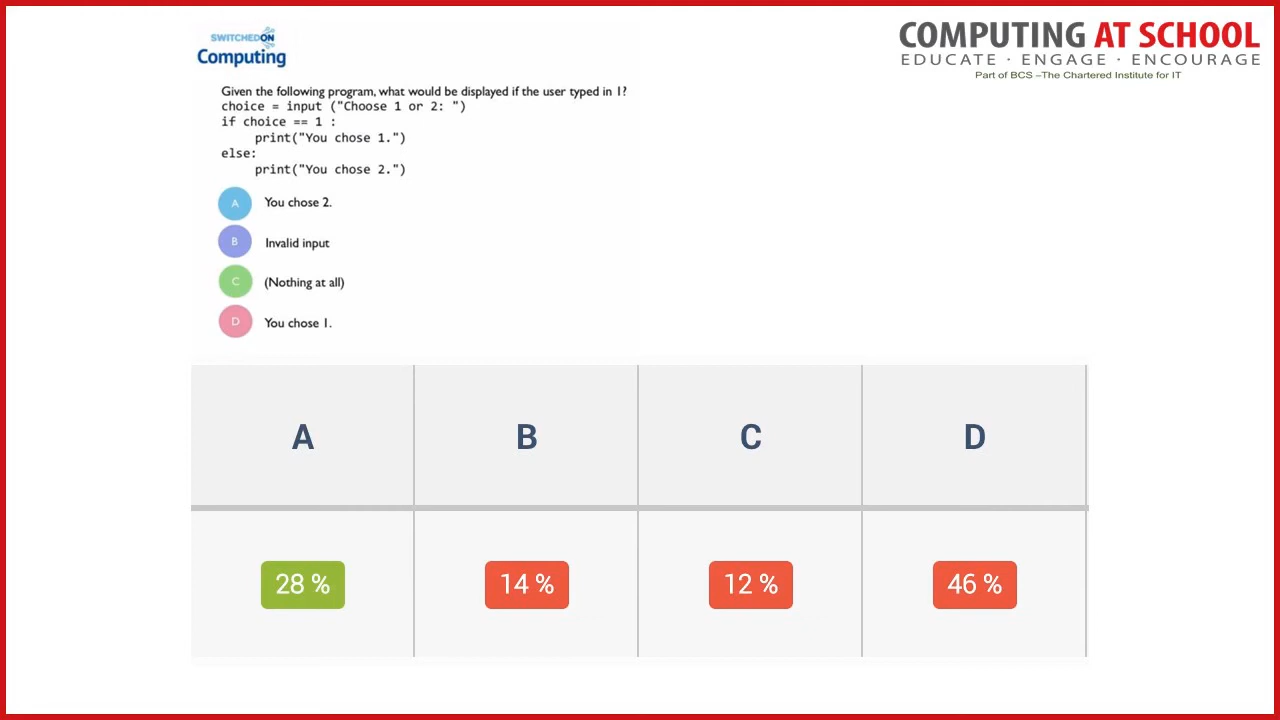 SWITCHEDON
Computing
COMPUTING AT SCHOOL
EDUCATE · ENGAGE · ENCOURAGE
Part of BCS –The Chartered Institute for IT
Given the following program, what would be displayed if the user typed in 1?
choice = input ("Choose 1 or 2: ")
if choice == 1 :
    print("You chose 1.")
else:
    print("You chose 2.")
A You chose 2.
B Invalid input
C (Nothing at all)
D You chose 1.
A B C D
28 % 14 % 12 % 46 %